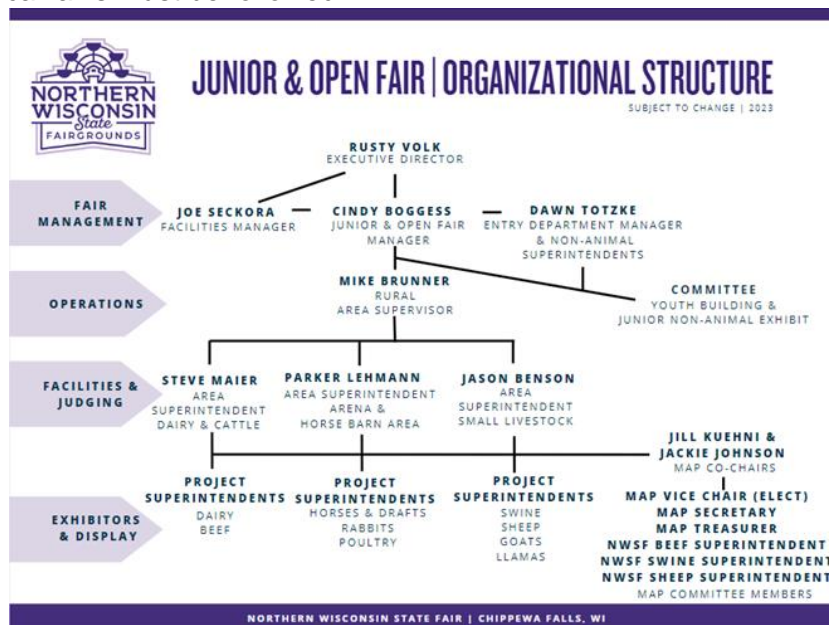 NORTHERN
WISCONSIN
State
FAIRGROUNDS
JUNIOR & OPEN FAIR | ORGANIZATIONAL STRUCTURE
SUBJECT TO CHANGE | 2023
RUSTY VOLK
EXECUTIVE DIRECTOR
FAIR
MANAGEMENT
JOE SECKORA
FACILITIES MANAGER
CINDY BOGGESS
JUNIOR & OPEN FAIR
MANAGER
DAWN TOTZKE
ENTRY DEPARTMENT MANAGER
& NON-ANIMAL
SUPERINTENDENTS
OPERATIONS
MIKE BRUNNER
RURAL
AREA SUPERVISOR
COMMITTEE
YOUTH BUILDING &
JUNIOR NON-ANIMAL EXHIBIT
FACILITIES &
JUDGING
STEVE MAIER
AREA
SUPERINTENDENT
DAIRY & CATTLE
PARKER LEHMANN
AREA SUPERINTENDENT
ARENA &
HORSE BARN AREA
JASON BENSON
AREA
SUPERINTENDENT
SMALL LIVESTOCK
JILL KUEHNI &
JACKIE JOHNSON
MAP CO-CHAIRS
EXHIBITORS
& DISPLAY
PROJECT
SUPERINTENDENTS
DAIRY
BEEF
PROJECT
SUPERINTENDENTS
HORSES & DRAFTS
RABBITS
POULTRY
PROJECT
SUPERINTENDENTS
SWINE
SHEEP
GOATS
LLAMAS
MAP VICE CHAIR (ELECT)
MAP SECRETARY
MAP TREASURER
NWSF BEEF SUPERINTENDENT
NWSF SWINE SUPERINTENDENT
NWSF SHEEP SUPERINTENDENT
MAP COMMITTEE MEMBERS
NORTHERN WISCONSIN STATE FAIR | CHIPPEWA FALLS, WI